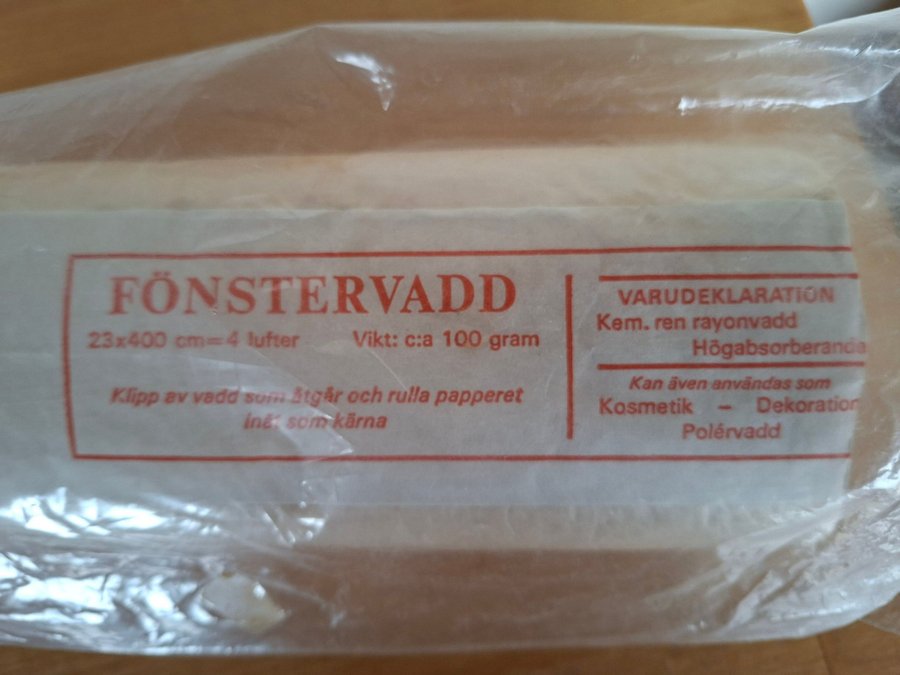 FÖNSTERVADD
23x400 cm=4 lufter Vikt: c:a 100 gram
Klipp av vadd som åtgår och rulla papperet
inåt som kärna
VARUDEKLARATION
Kem. ren rayonvadd
Högabsorberande
Kan även användas som
Kosmetik – Dekoration
Polérvadd